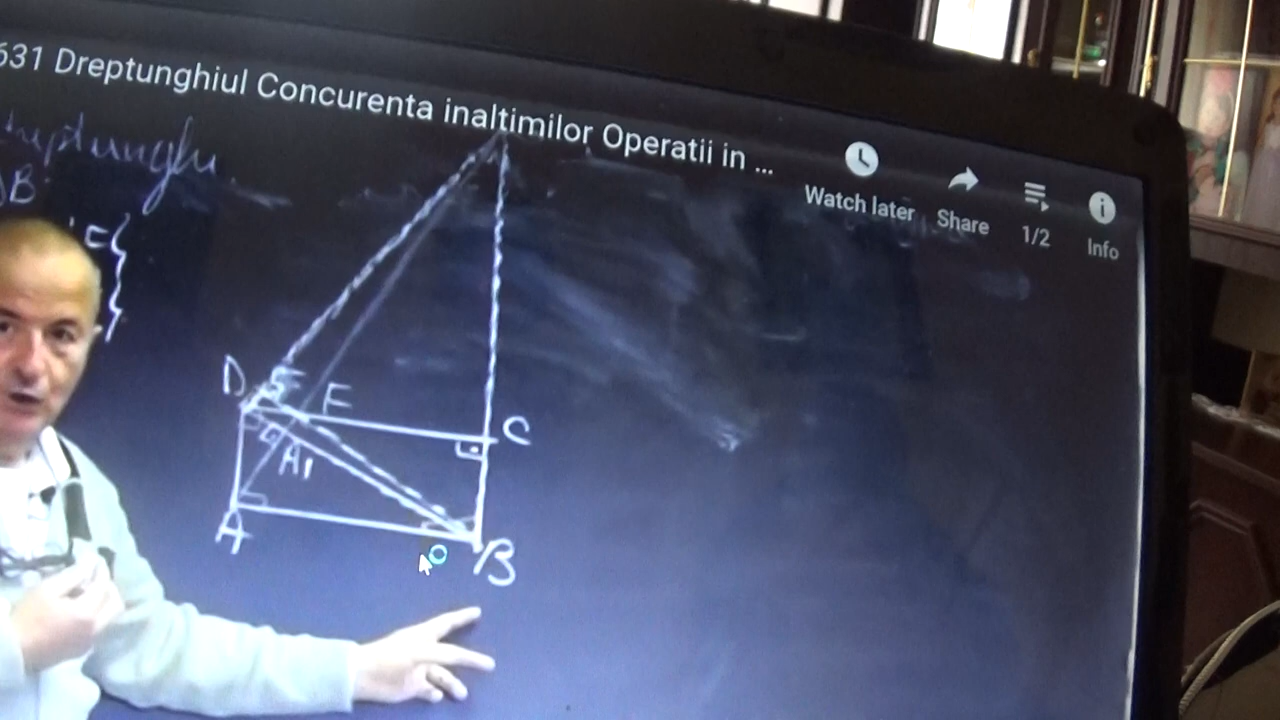 631 Dreptunghiul Concurenta inaltimilor Operatii in ...
Watch later
Share
1/2
Info
D
E
F
C
A₁
A
B